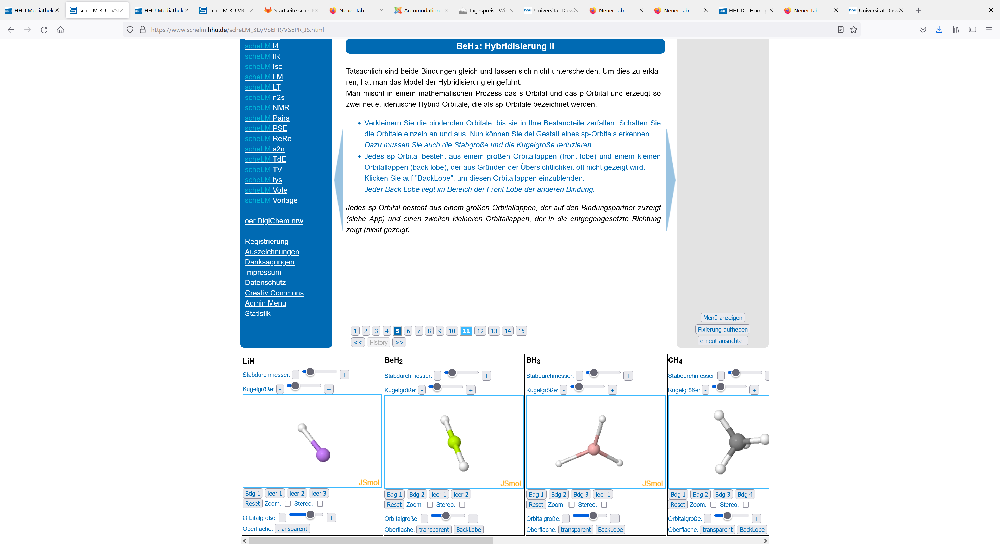 HHU Mediathek
scheLM 3D - VS
HHU Mediathek
scheLM 3D VB-
Startseite scheL
Neuer Tab
Accomodation
Tagespreise Win
Universität Düss
Neuer Tab
Neuer Tab
HHUD - Homep
Neuer Tab
Universität Düss
https://www.schelm.hhu.de/scheLM_3D/VSEPR/VSEPR_JS.html
scheLM I4
scheLM IR
scheLM Iso
scheLM LM
scheLM LT
scheLM n2s
scheLM NMR
scheLM Pairs
scheLM PSE
scheLM ReRe
scheLM s2n
scheLM TdE
scheLM TV
scheLM tys
scheLM Vote
scheLM Vorlage
oer.DigiChem.nrw
Registrierung
Auszeichnungen
Danksagungen
Impressum
Datenschutz
Creativ Commons
Admin Menü
Statistik
BeH₂: Hybridisierung II
Tatsächlich sind beide Bindungen gleich und lassen sich nicht unterscheiden. Um dies zu erklä-
ren, hat man das Model der Hybridisierung eingeführt.
Man mischt in einem mathematischen Prozess das s-Orbital und das p-Orbital und erzeugt so
zwei neue, identische Hybrid-Orbitale, die als sp-Orbitale bezeichnet werden.
• Verkleinern Sie die bindenden Orbitale, bis sie in Ihre Bestandteile zerfallen. Schalten Sie
die Orbitale einzeln an und aus. Nun können Sie dei Gestalt eines sp-Orbitals erkennen.
Dazu müssen Sie auch die Stabgröße und die Kugelgröße reduzieren.
• Jedes sp-Orbital besteht aus einem großen Orbitallappen (front lobe) und einem kleinen
Orbitallappen (back lobe), der aus Gründen der Übersichtlichkeit oft nicht gezeigt wird.
Klicken Sie auf "BackLobe", um diesen Orbitallappen einzublenden.
Jeder Back Lobe liegt im Bereich der Front Lobe der anderen Bindung.
Jedes sp-Orbital besteht aus einem großen Orbitallappen, der auf den Bindungspartner zuzeigt
(siehe App) und einen zweiten kleineren Orbitallappen, der in die entgegengesetzte Richtung
zeigt (nicht gezeigt).
1 2 3 4 5 6 7 8 9 10 11 12 13 14 15
<< History >>
Menü anzeigen
Fixierung aufheben
erneut ausrichten
LiH
Stabdurchmesser: - +
Kugelgröße: - +
JSmol
Bdg 1 leer 1 leer 2 leer 3
Reset Zoom: Stereo:
Orbitalgröße: - +
Oberfläche: transparent
BeH₂
Stabdurchmesser: - +
Kugelgröße: - +
JSmol
Bdg 1 Bdg 2 leer 1 leer 2
Reset Zoom: Stereo:
Orbitalgröße: - +
Oberfläche: transparent BackLobe
BH₃
Stabdurchmesser: - +
Kugelgröße: - +
JSmol
Bdg 1 Bdg 2 Bdg 3 leer 1
Reset Zoom: Stereo:
Orbitalgröße: - +
Oberfläche: transparent BackLobe
CH₄
Stabdurchmesser: -
Kugelgröße: - +
Bdg 1 Bdg 2 Bdg 3 Bdg 4
Reset Zoom: Stereo:
Orbitalgröße: - +
Oberfläche: transparent BackLobe